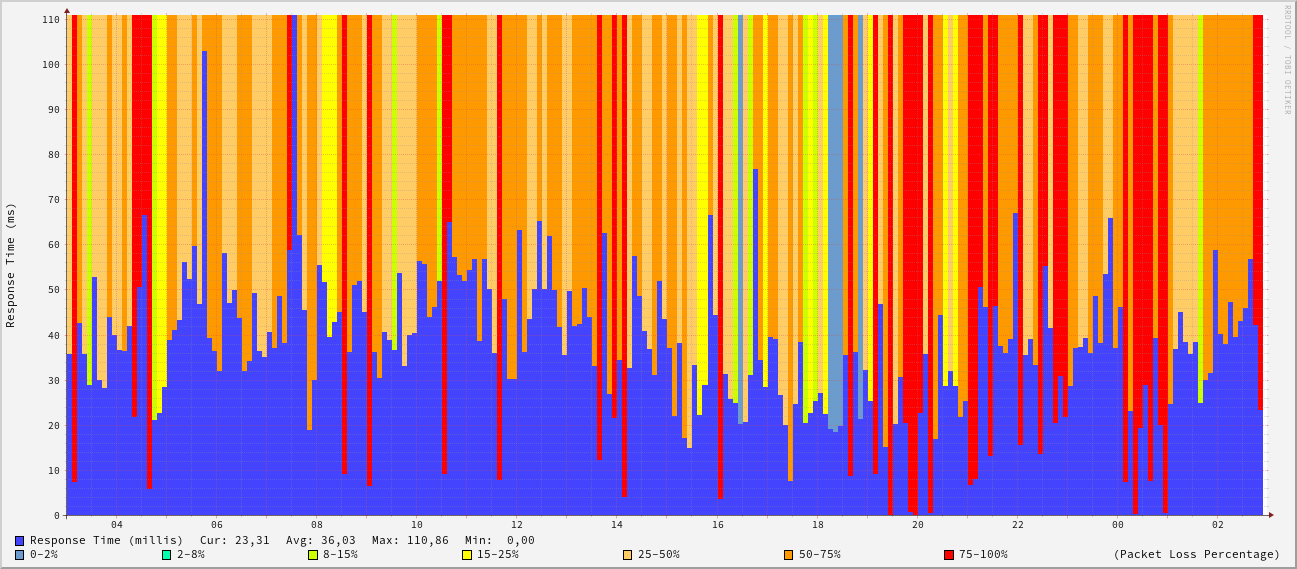 RRDTOOL / TOBI OETIKER
Response Time (ms)
110
100
90
80
70
60
50
40
30
20
10
0
04 06 08 10 12 14 16 18 20 22 00 02
Response Time (millis) Cur: 23,31 Avg: 36,03 Max: 110,86 Min: 0,00
0-2% 2-8% 8-15% 15-25% 25-50% 50-75% 75-100% (Packet Loss Percentage)